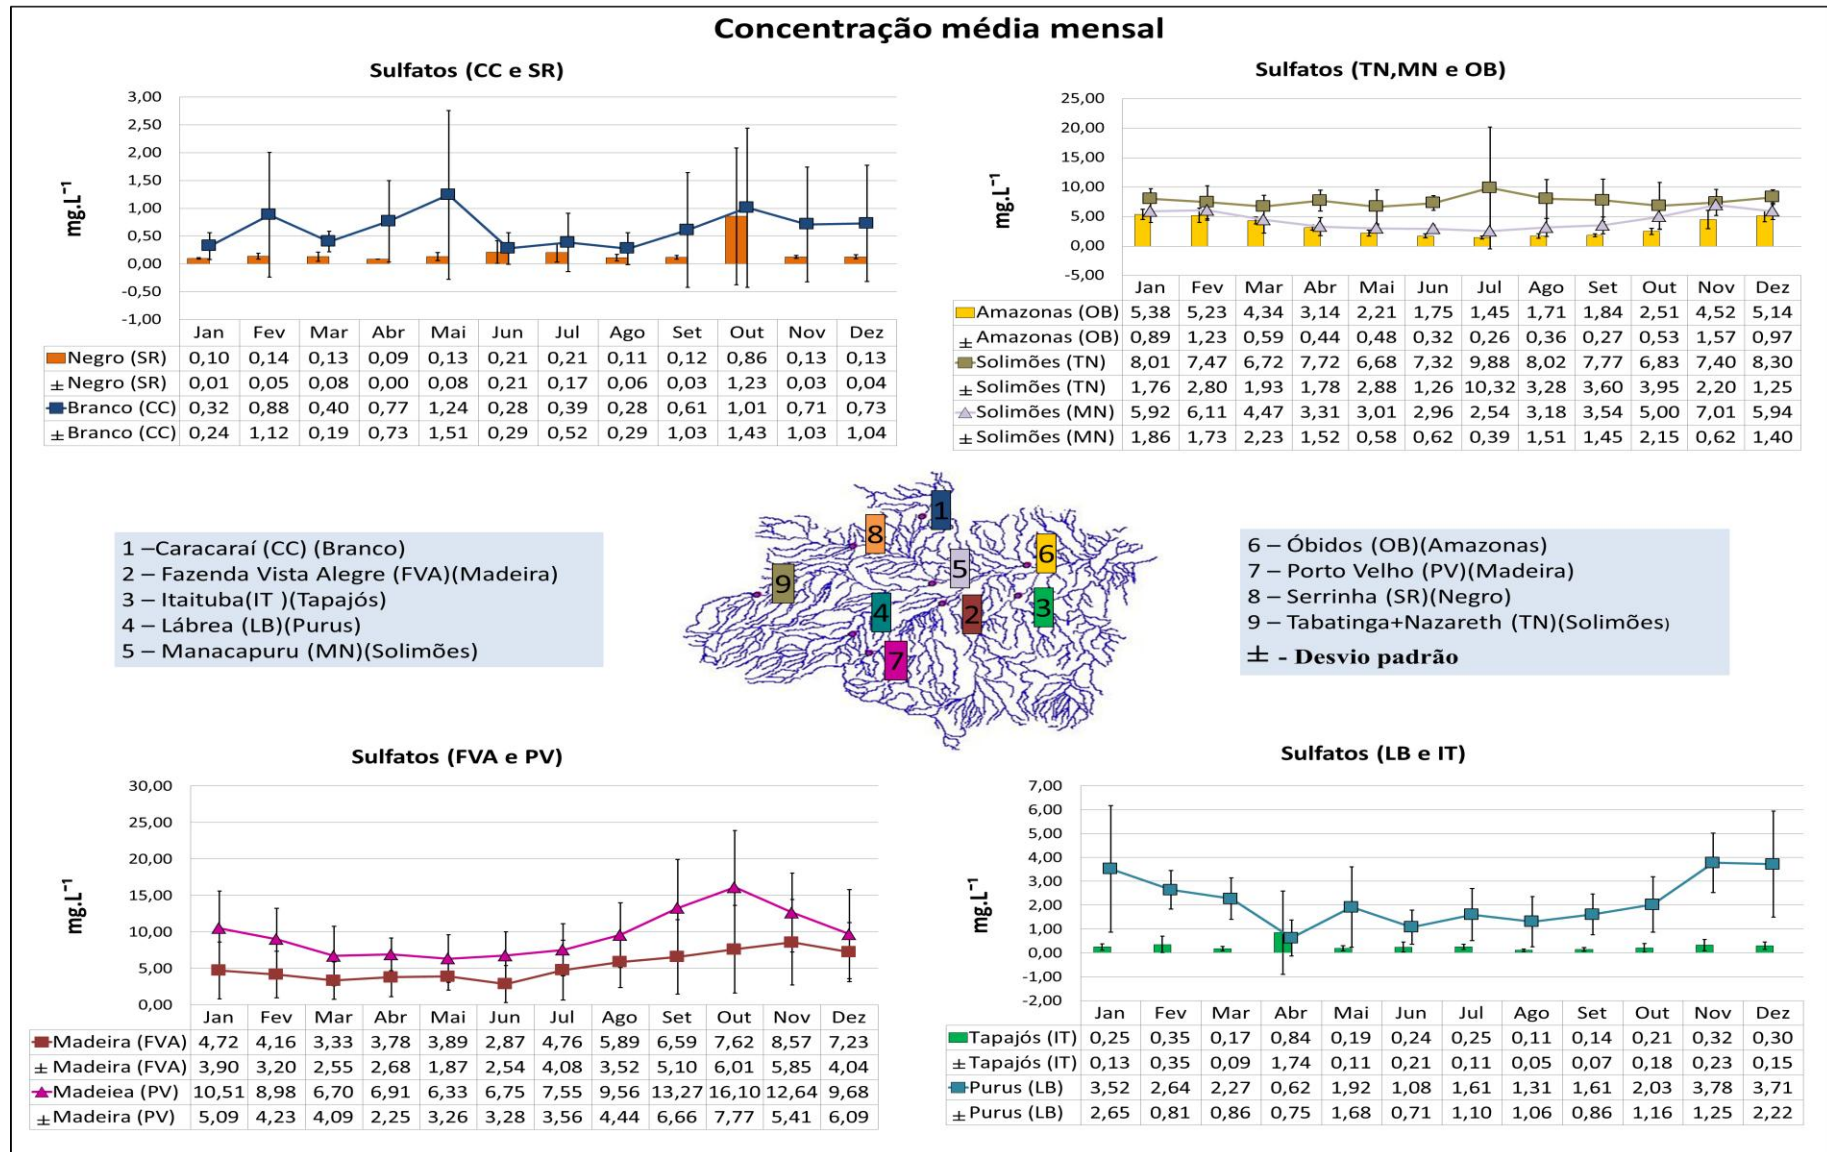 Concentração média mensal
Sulfatos (CC e SR)
mg.L⁻¹
3,00
2,50
2,00
1,50
1,00
0,50
0,00
-0,50
-1,00
Jan Fev Mar Abr Mai Jun Jul Ago Set Out Nov Dez
Negro (SR) 0,10 0,14 0,13 0,09 0,13 0,21 0,21 0,11 0,12 0,86 0,13 0,13
± Negro (SR) 0,01 0,05 0,08 0,00 0,08 0,21 0,17 0,06 0,03 1,23 0,03 0,04
Branco (CC) 0,32 0,88 0,40 0,77 1,24 0,28 0,39 0,28 0,61 1,01 0,71 0,73
± Branco (CC) 0,24 1,12 0,19 0,73 1,51 0,29 0,52 0,29 1,03 1,43 1,03 1,04
Sulfatos (TN,MN e OB)
mg.L⁻¹
25,00
20,00
15,00
10,00
5,00
0,00
-5,00
Jan Fev Mar Abr Mai Jun Jul Ago Set Out Nov Dez
Amazonas (OB) 5,38 5,23 4,34 3,14 2,21 1,75 1,45 1,71 1,84 2,51 4,52 5,14
± Amazonas (OB) 0,89 1,23 0,59 0,44 0,48 0,32 0,26 0,36 0,27 0,53 1,57 0,97
Solimões (TN) 8,01 7,47 6,72 7,72 6,68 7,32 9,88 8,02 7,77 6,83 7,40 8,30
± Solimões (TN) 1,76 2,80 1,93 1,78 2,88 1,26 10,32 3,28 3,60 3,95 2,20 1,25
Solimões (MN) 5,92 6,11 4,47 3,31 3,01 2,96 2,54 3,18 3,54 5,00 7,01 5,94
± Solimões (MN) 1,86 1,73 2,23 1,52 0,58 0,62 0,39 1,51 1,45 2,15 0,62 1,40
1 –Caracaraí (CC) (Branco)
2 – Fazenda Vista Alegre (FVA)(Madeira)
3 – Itaituba(IT )(Tapajós)
4 – Lábrea (LB)(Purus)
5 – Manacapuru (MN)(Solimões)
1
8
6
5
9
4
2
3
7
6 – Óbidos (OB)(Amazonas)
7 – Porto Velho (PV)(Madeira)
8 – Serrinha (SR)(Negro)
9 – Tabatinga+Nazareth (TN)(Solimões)
± - Desvio padrão
Sulfatos (FVA e PV)
mg.L⁻¹
30,00
25,00
20,00
15,00
10,00
5,00
0,00
Jan Fev Mar Abr Mai Jun Jul Ago Set Out Nov Dez
Madeira (FVA) 4,72 4,16 3,33 3,78 3,89 2,87 4,76 5,89 6,59 7,62 8,57 7,23
± Madeira (FVA) 3,90 3,20 2,55 2,68 1,87 2,54 4,08 3,52 5,10 6,01 5,85 4,04
Madeiea (PV) 10,51 8,98 6,70 6,91 6,33 6,75 7,55 9,56 13,27 16,10 12,64 9,68
± Madeira (PV) 5,09 4,23 4,09 2,25 3,26 3,28 3,56 4,44 6,66 7,77 5,41 6,09
Sulfatos (LB e IT)
mg.L⁻¹
7,00
6,00
5,00
4,00
3,00
2,00
1,00
0,00
-1,00
-2,00
Jan Fev Mar Abr Mai Jun Jul Ago Set Out Nov Dez
Tapajós (IT) 0,25 0,35 0,17 0,84 0,19 0,24 0,25 0,11 0,14 0,21 0,32 0,30
± Tapajós (IT) 0,13 0,35 0,09 1,74 0,11 0,21 0,11 0,05 0,07 0,18 0,23 0,15
Purus (LB) 3,52 2,64 2,27 0,62 1,92 1,08 1,61 1,31 1,61 2,03 3,78 3,71
± Purus (LB) 2,65 0,81 0,86 0,75 1,68 0,71 1,10 1,06 0,86 1,16 1,25 2,22